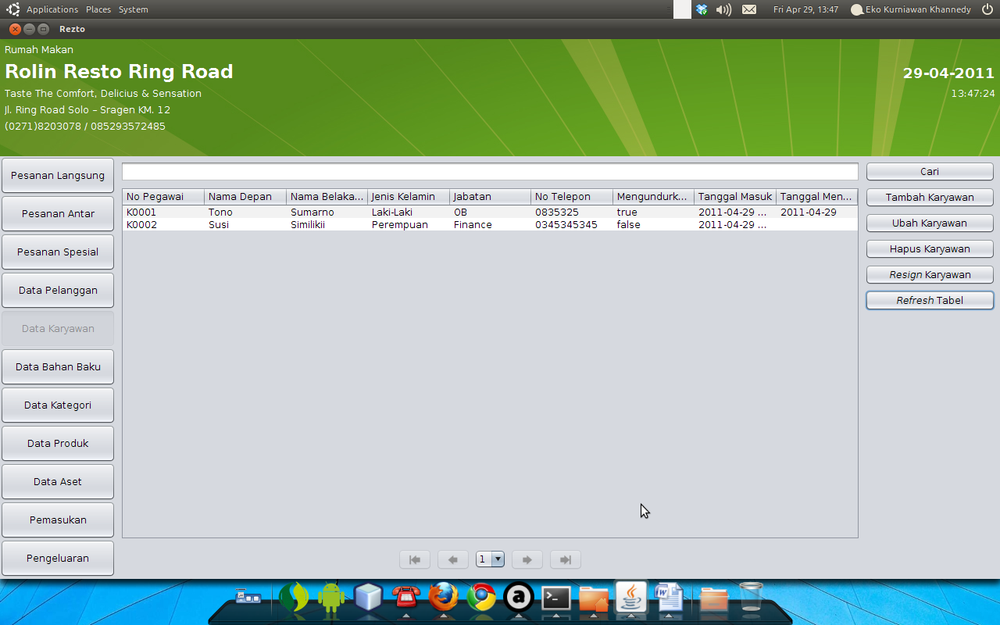 Applications Places System
Fri Apr 29, 13:47 Eko Kurniawan Khannedy
Rezto
Rumah Makan
Rolin Resto Ring Road
29-04-2011
Taste The Comfort, Delicius & Sensation
13:47:24
Jl. Ring Road Solo – Sragen KM. 12
(0271)8203078 / 085293572485
Pesanan Langsung
Pesanan Antar
Pesanan Spesial
Data Pelanggan
Data Karyawan
Data Bahan Baku
Data Kategori
Data Produk
Data Aset
Pemasukan
Pengeluaran
No Pegawai Nama Depan Nama Belaka... Jenis Kelamin Jabatan No Telepon Mengundurk... Tanggal Masuk Tanggal Men...
K0001 Tono Sumarno Laki-Laki OB 0835325 true 2011-04-29 ... 2011-04-29
K0002 Susi Similikii Perempuan Finance 0345345345 false 2011-04-29 ...
1
Cari
Tambah Karyawan
Ubah Karyawan
Hapus Karyawan
Resign Karyawan
Refresh Tabel